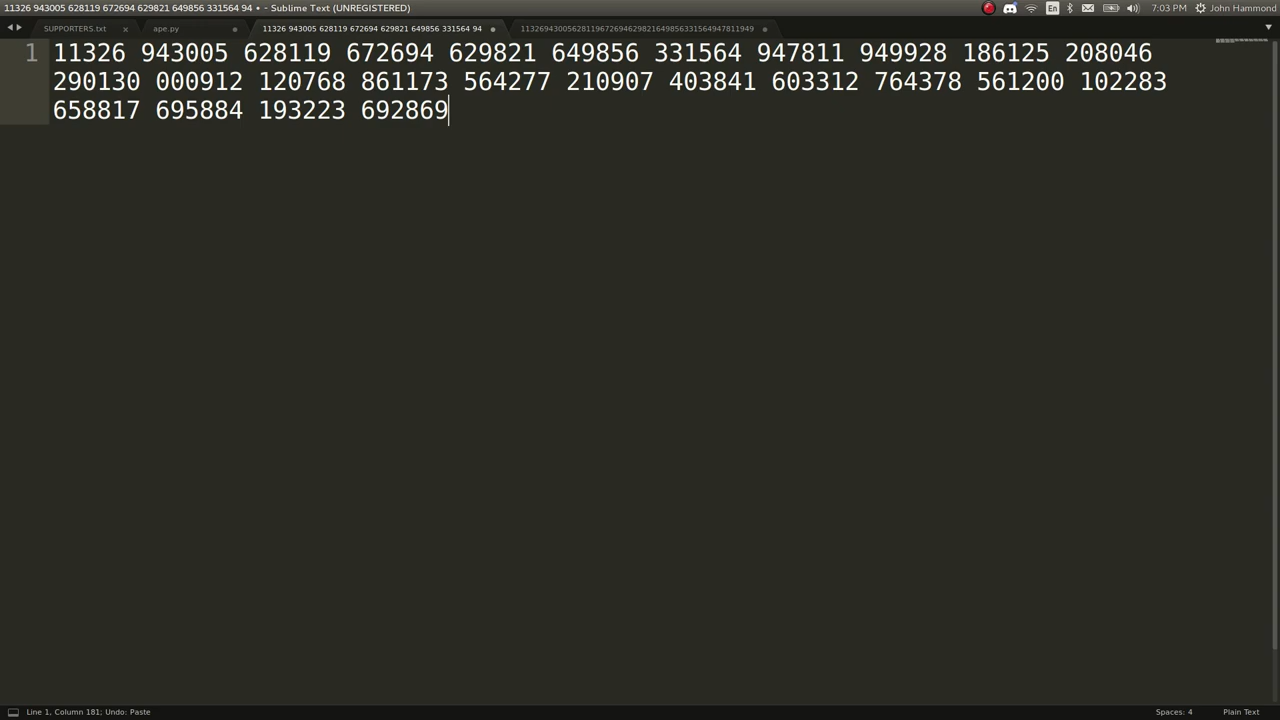 11326 943005 628119 672694 629821 649856 331564 94 • - Sublime Text (UNREGISTERED)
En
7:03 PM
John Hammond
SUPPORTERS.txt
ape.py
11326 943005 628119 672694 629821 649856 331564 94
11326943005628119672694629821649856331564947811949
1
11326 943005 628119 672694 629821 649856 331564 947811 949928 186125 208046
290130 000912 120768 861173 564277 210907 403841 603312 764378 561200 102283
658817 695884 193223 692869
Line 1, Column 181; Undo: Paste
Spaces: 4
Plain Text